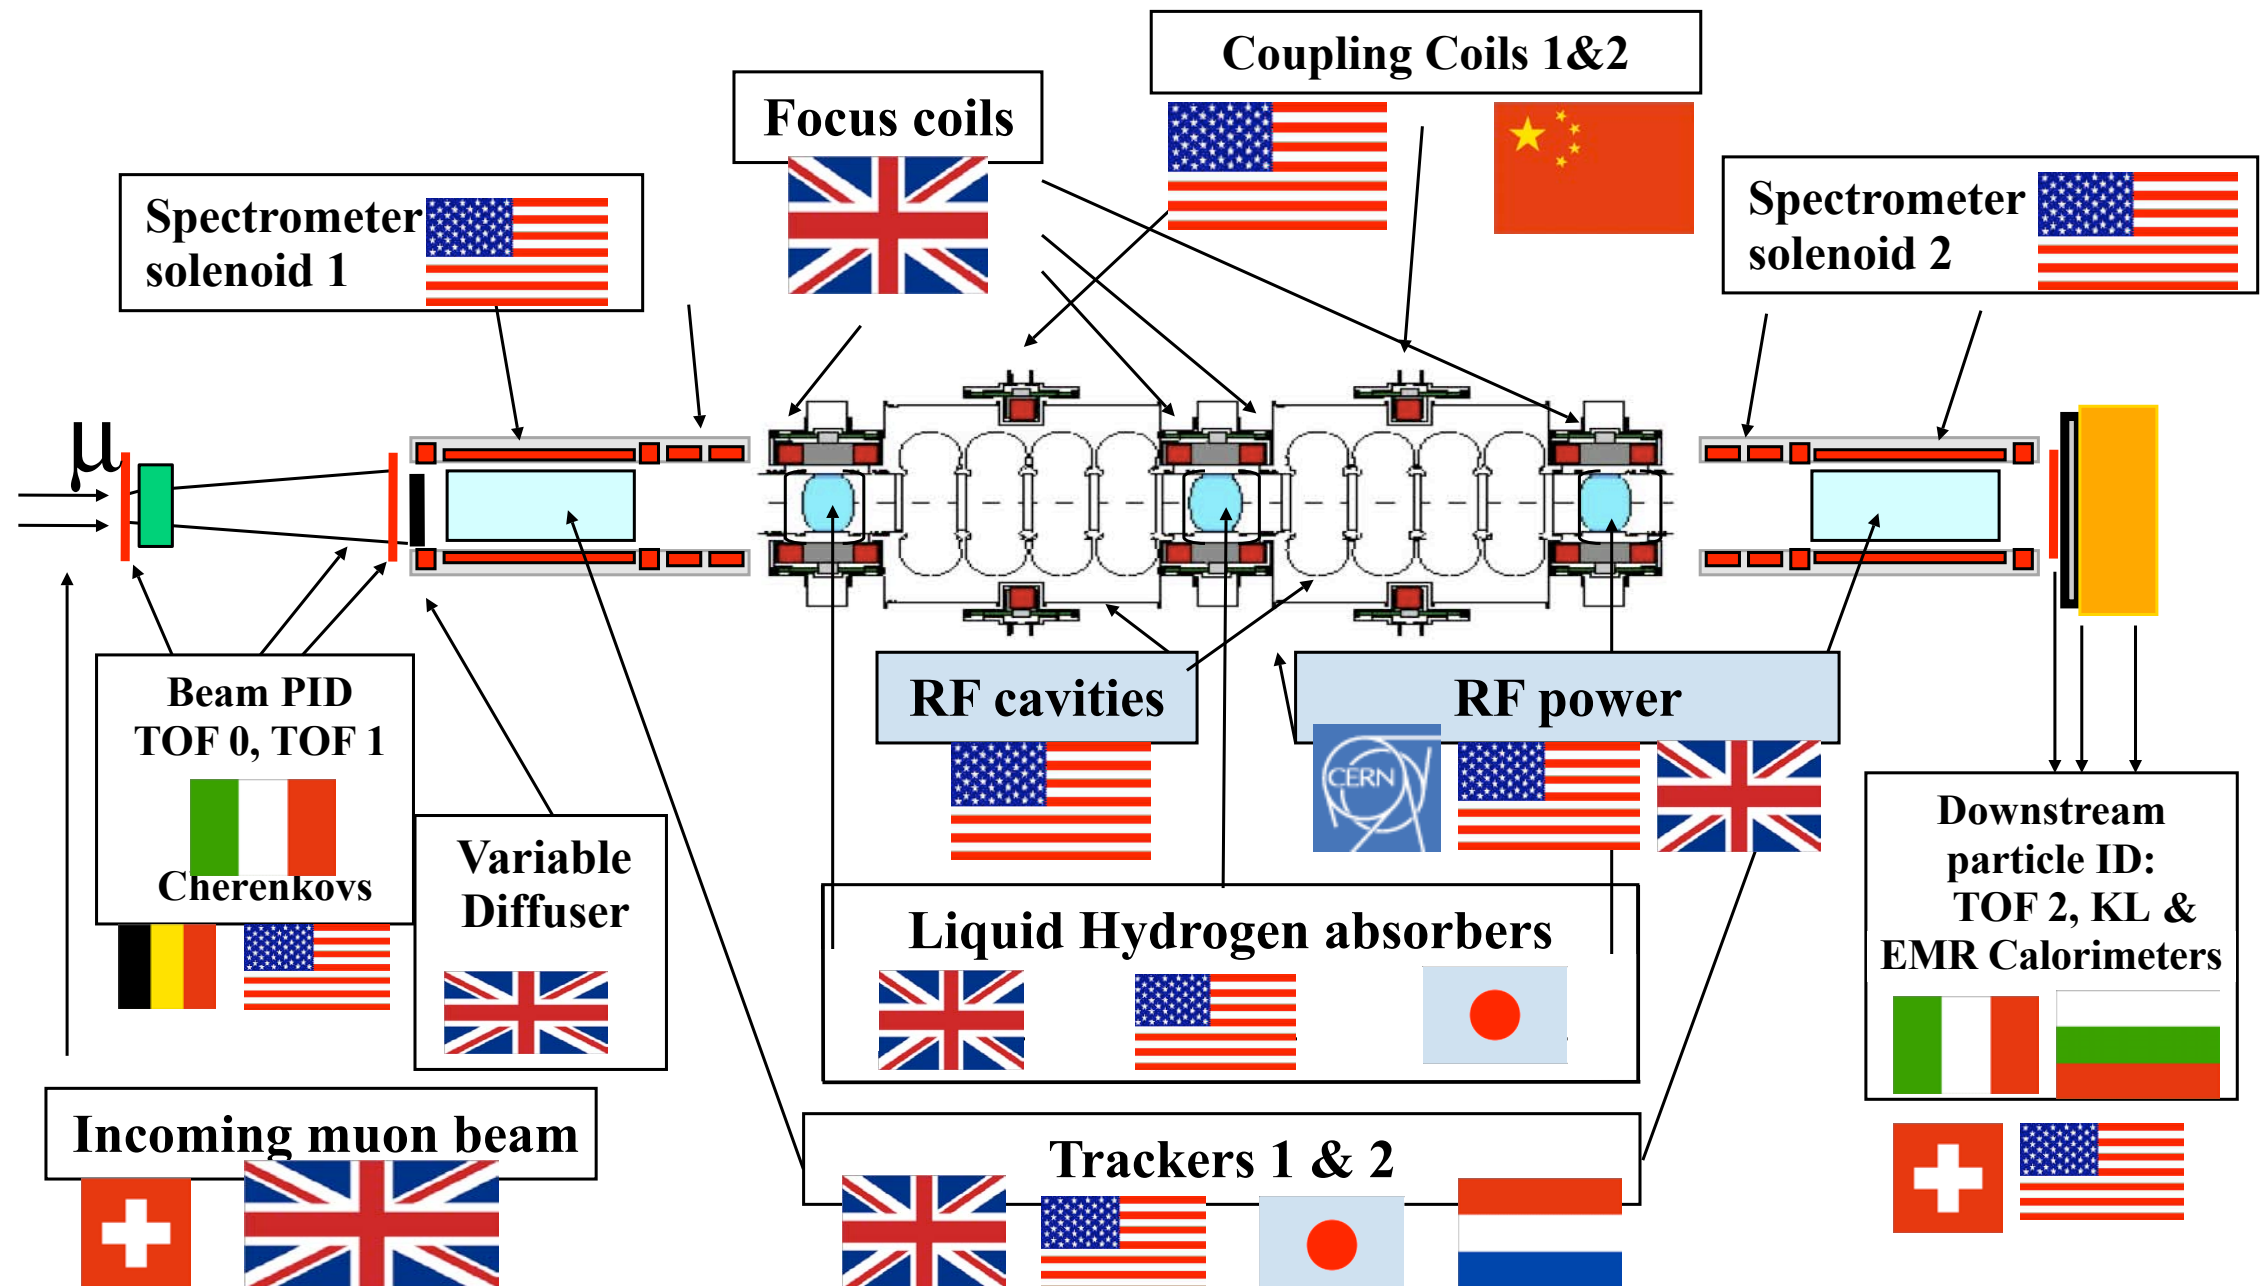 Coupling Coils 1&2
Focus coils
Spectrometer
solenoid 1
Spectrometer
solenoid 2
μ
Beam PID
TOF 0, TOF 1
Cherenkovs
Variable
Diffuser
RF cavities
RF power
CERN
Liquid Hydrogen absorbers
Downstream
particle ID:
TOF 2, KL &
EMR Calorimeters
Incoming muon beam
Trackers 1 & 2